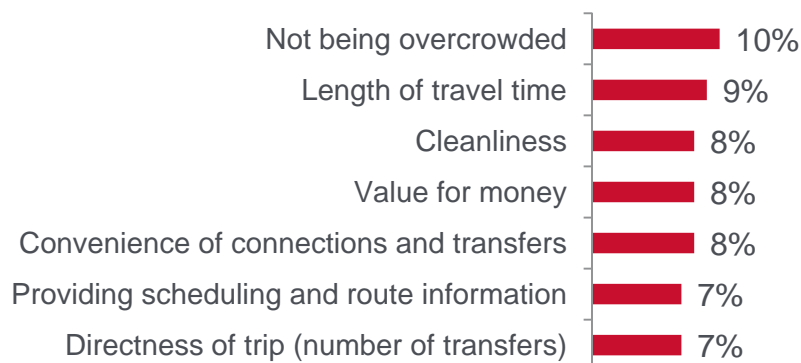 Not being overcrowded 10%
Length of travel time 9%
Cleanliness 8%
Value for money 8%
Convenience of connections and transfers 8%
Providing scheduling and route information 7%
Directness of trip (number of transfers) 7%